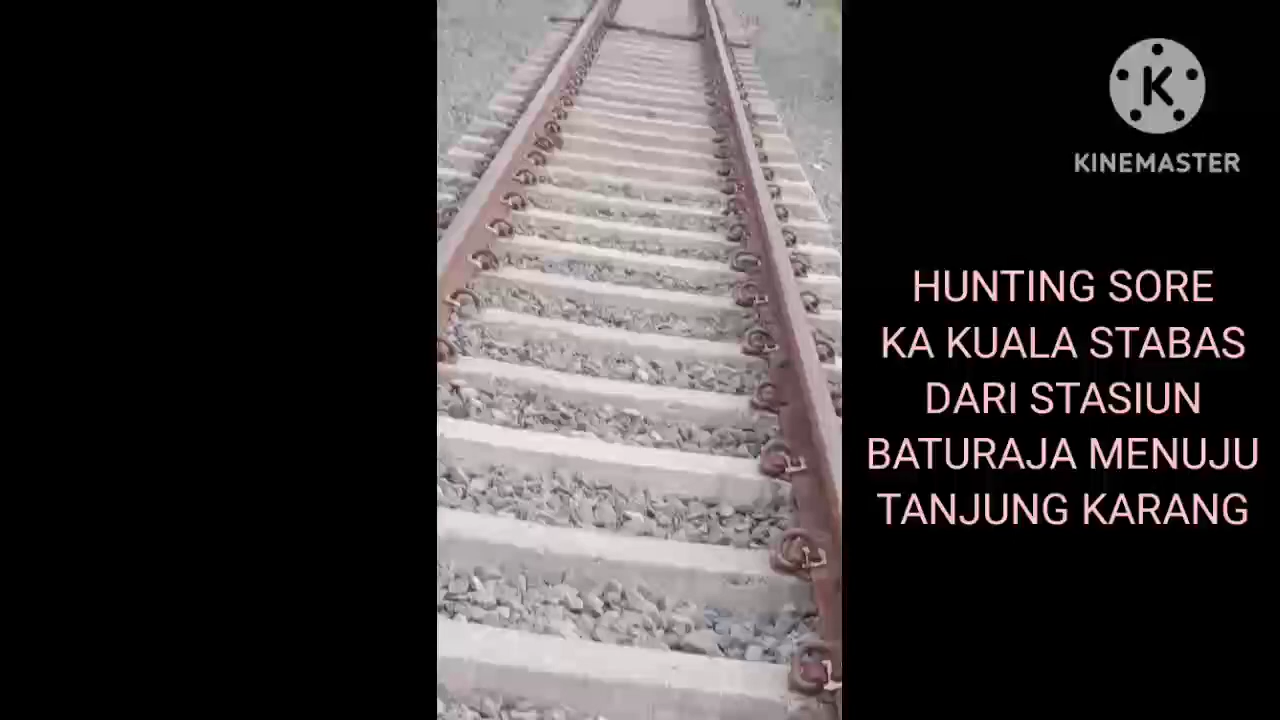 K
KINEMASTER
HUNTING SORE
KA KUALA STABAS
DARI STASIUN
BATURAJA MENUJU
TANJUNG KARANG